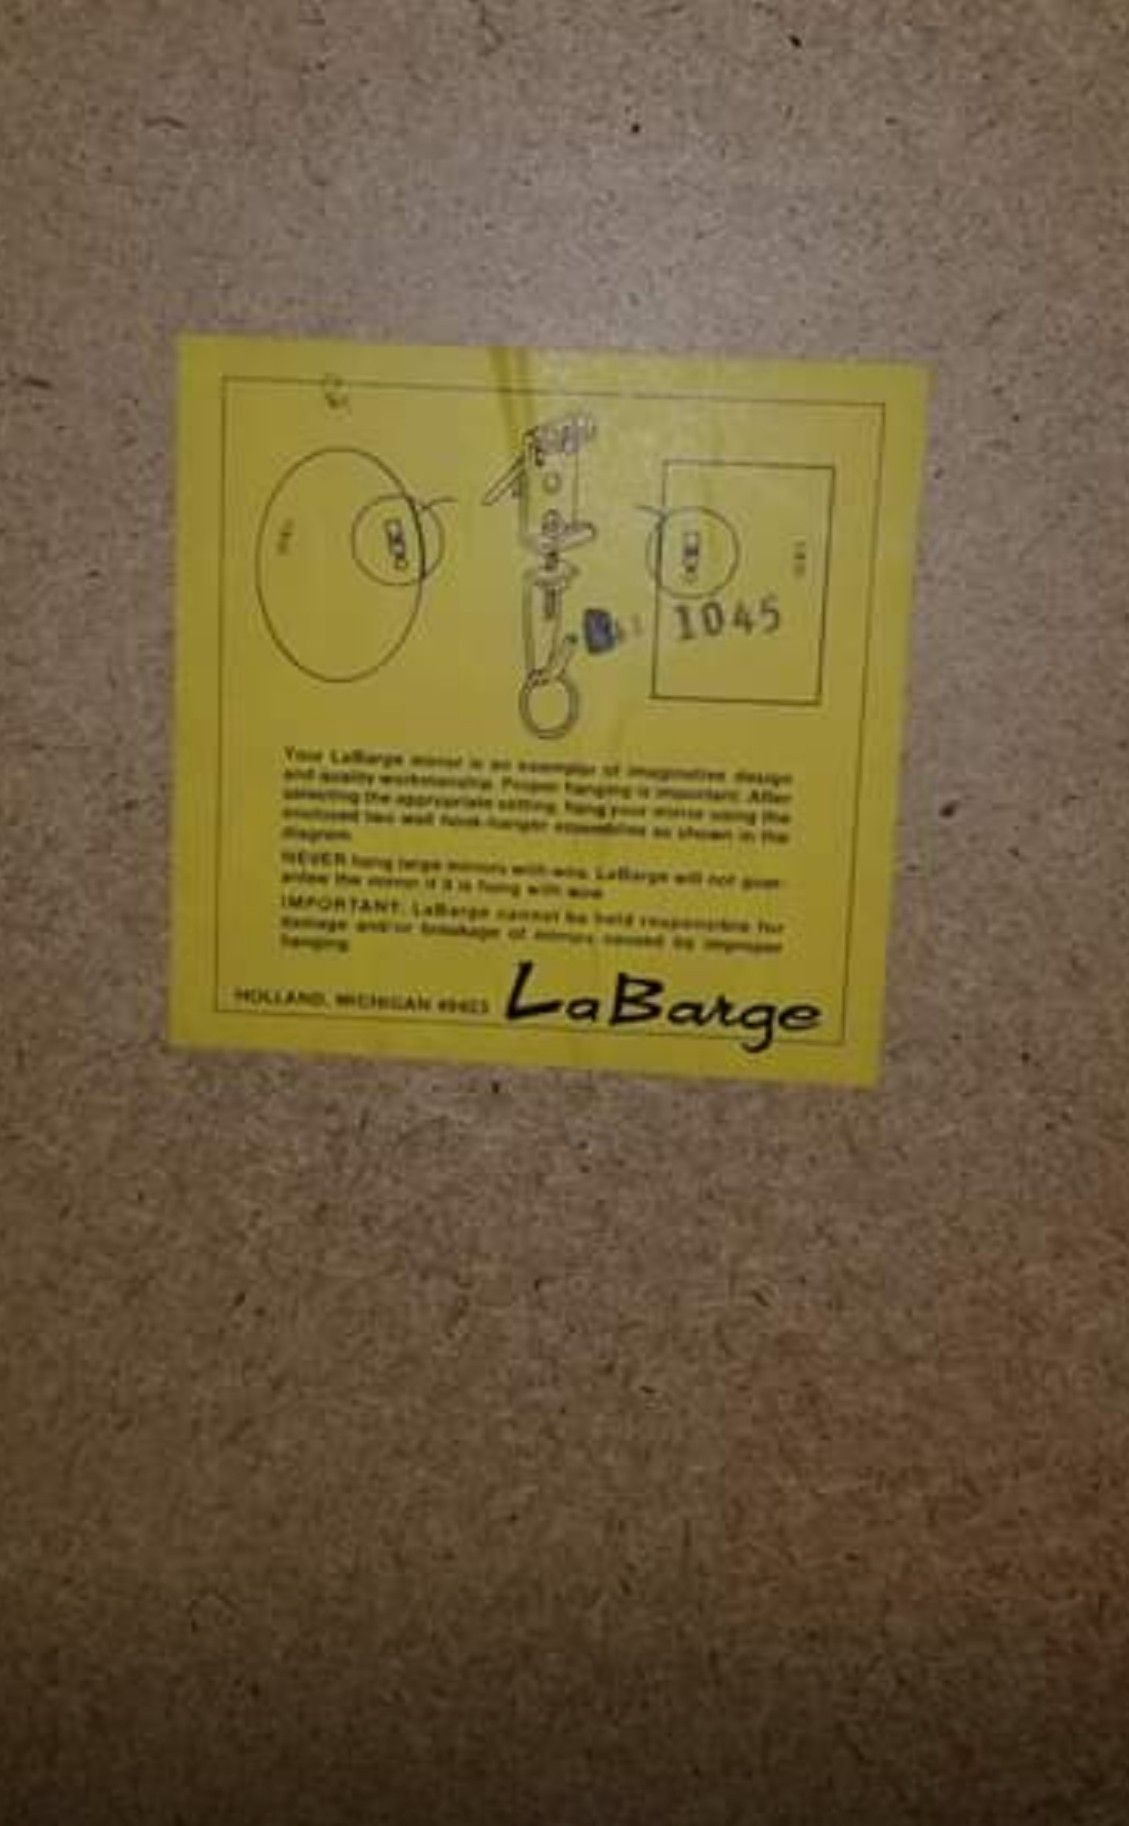 1045
Your LaBarge mirror is an exemplar of imaginative design
and quality workmanship. Proper hanging is important. After
selecting the appropriate setting, hang your mirror using the
enclosed two wall hook-hanger assemblies as shown in the
diagram.
NEVER hang large mirrors with wire. LaBarge will not guar-
antee the mirror if it is hung with wire.
IMPORTANT: LaBarge cannot be held responsible for
damage and/or breakage of mirrors caused by improper
hanging.
HOLLAND, MICHIGAN 49423 LaBarge